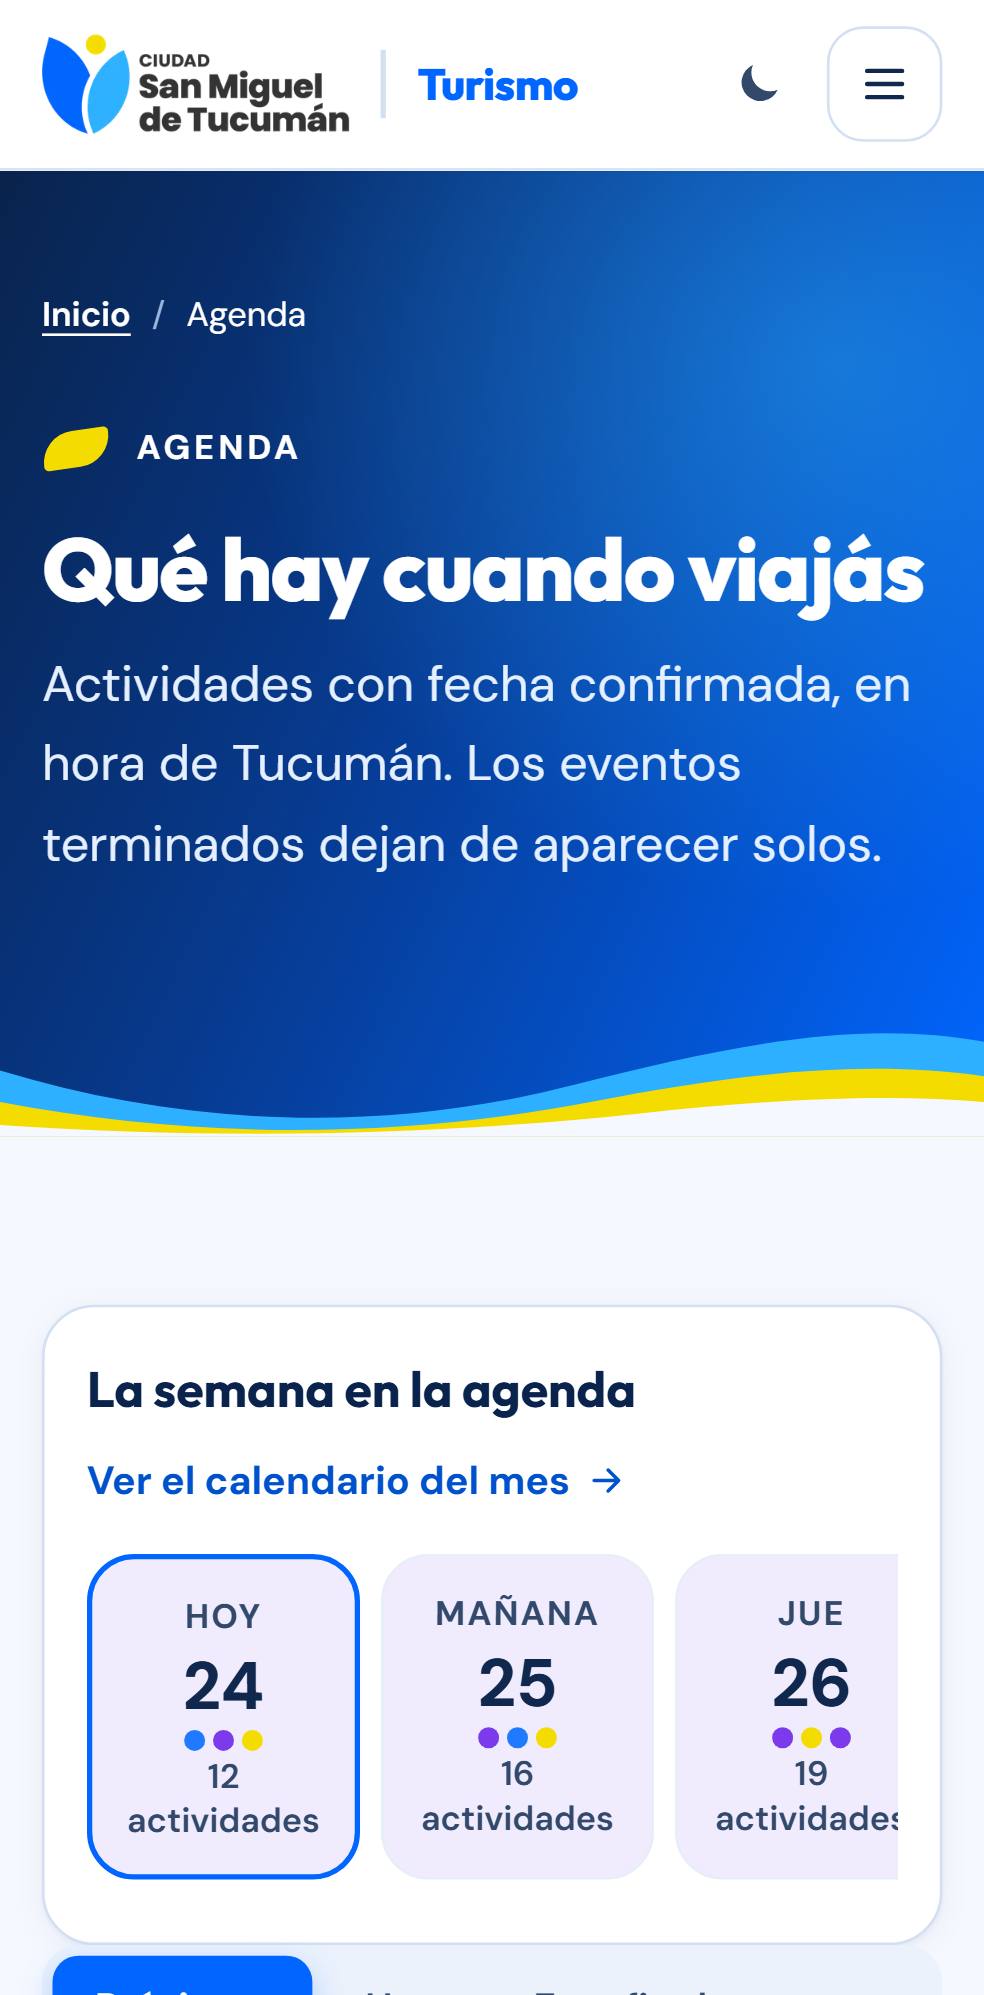 CIUDAD
San Miguel
de Tucumán
Turismo
Inicio / Agenda
AGENDA
Qué hay cuando viajás
Actividades con fecha confirmada, en
hora de Tucumán. Los eventos
terminados dejan de aparecer solos.
La semana en la agenda
Ver el calendario del mes →
HOY
24
12
actividades
MAÑANA
25
16
actividades
JUE
26
19
actividades